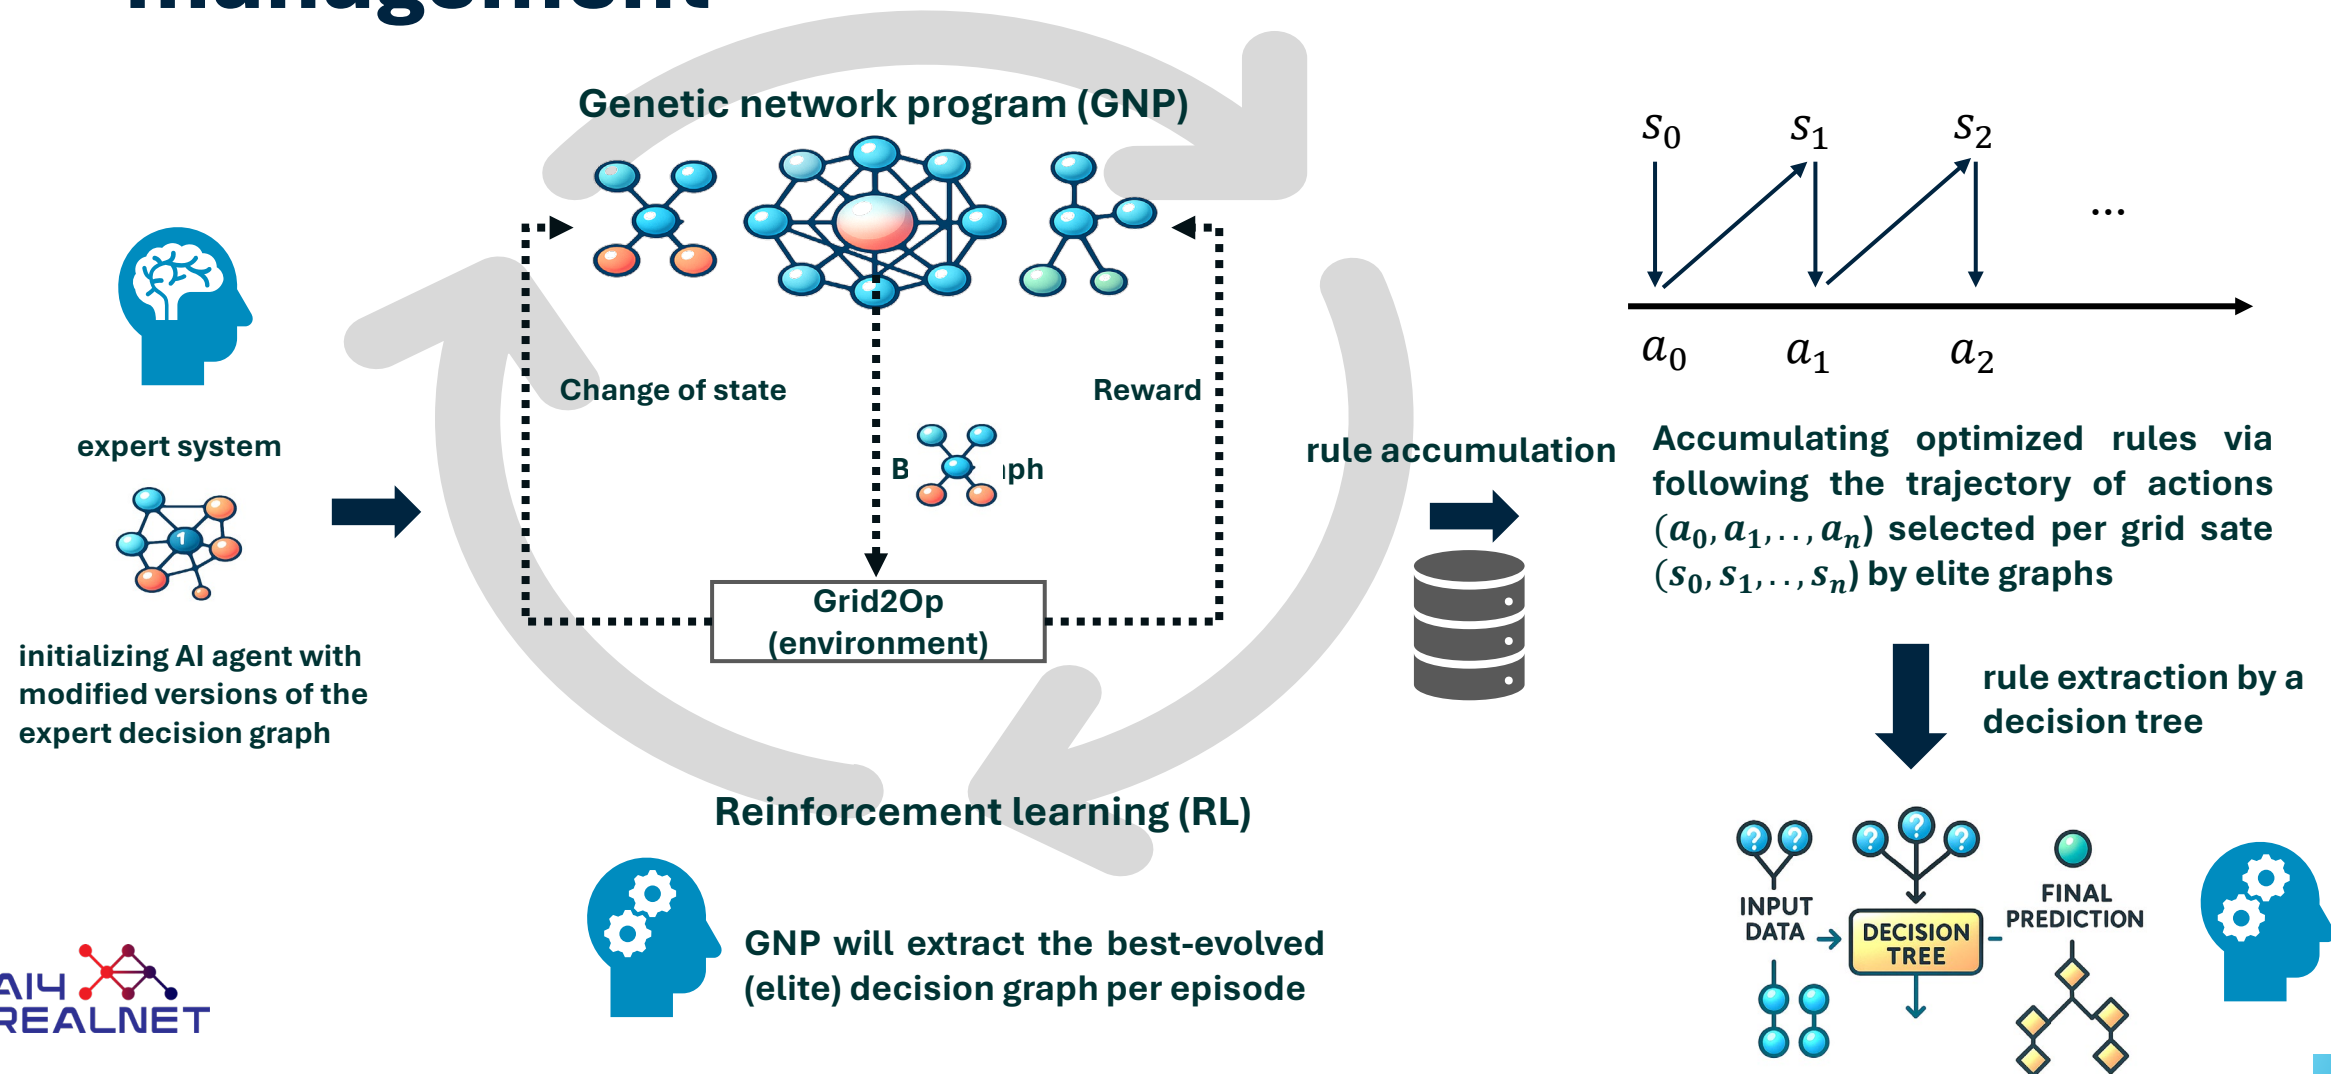 management
Genetic network program (GNP)
Change of state
Reward
expert system
1
initializing AI agent with
modified versions of the
expert decision graph
Grid2Op
(environment)
Reinforcement learning (RL)
GNP will extract the best-evolved
(elite) decision graph per episode
rule accumulation
s0 s1 s2
...
a0 a1 a2
Accumulating optimized rules via
following the trajectory of actions
(a0, a1,.., an) selected per grid sate
(s0, s1,.., sn) by elite graphs
rule extraction by a
decision tree
? ? ? ? ?
INPUT
DATA
DECISION
TREE
FINAL
PREDICTION
AI4
REALNET